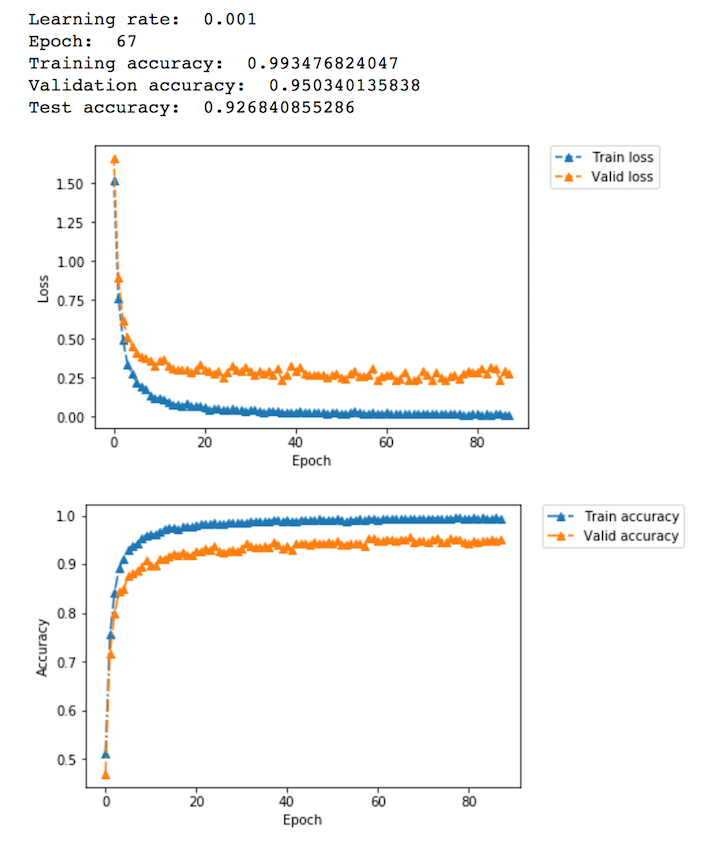 Learning rate:  0.001
Epoch:  67
Training accuracy:  0.993476824047
Validation accuracy:  0.950340135838
Test accuracy:  0.926840855286
Train loss
Valid loss
1.50
1.25
1.00
0.75
0.50
0.25
0.00
Loss
0 20 40 60 80
Epoch
Train accuracy
Valid accuracy
1.0
0.9
0.8
0.7
0.6
0.5
Accuracy
0 20 40 60 80
Epoch